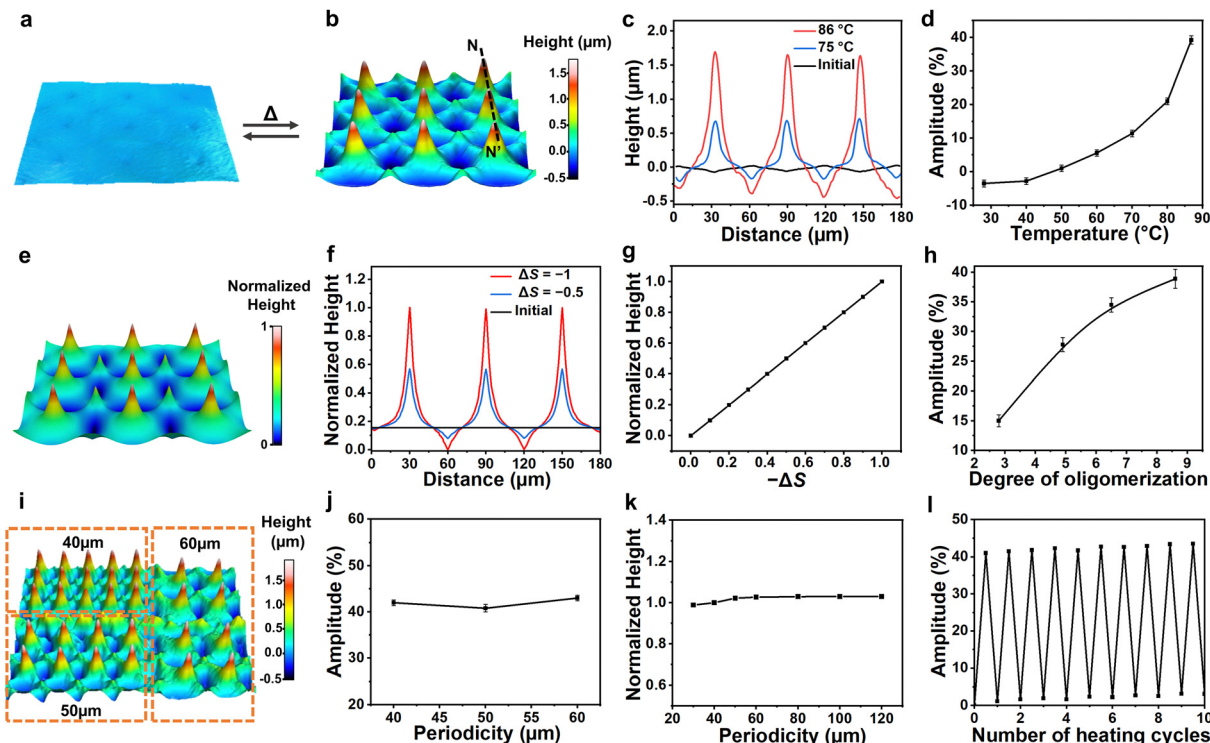 a
Δ
b
N
N'
Height (μm)
1.5
1.0
0.5
0.0
-0.5
c
Height (μm)
2.0
1.5
1.0
0.5
0.0
-0.5
86 °C
75 °C
Initial
0 30 60 90 120 150 180
Distance (μm)
d
Amplitude (%)
40
30
20
10
0
-10
30 40 50 60 70 80 90
Temperature (°C)
e
Normalized
Height
1
0
f
Normalized Height
1.2
1.0
0.8
0.6
0.4
0.2
0.0
ΔS = −1
ΔS = −0.5
Initial
0 30 60 90 120 150 180
Distance (μm)
g
Normalized Height
1.0
0.8
0.6
0.4
0.2
0.0
0.0 0.2 0.4 0.6 0.8 1.0
−ΔS
h
Amplitude (%)
40
35
30
25
20
15
10
2 3 4 5 6 7 8 9
Degree of oligomerization
i
40μm
60μm
50μm
Height
(μm)
1.5
1.0
0.5
0.0
-0.5
j
Amplitude (%)
60
50
40
30
20
40 45 50 55 60
Periodicity (μm)
k
Normalized Height
1.4
1.2
1.0
0.8
0.6
20 40 60 80 100 120
Periodicity (μm)
l
Amplitude (%)
50
40
30
20
10
0
0 2 4 6 8 10
Number of heating cycles